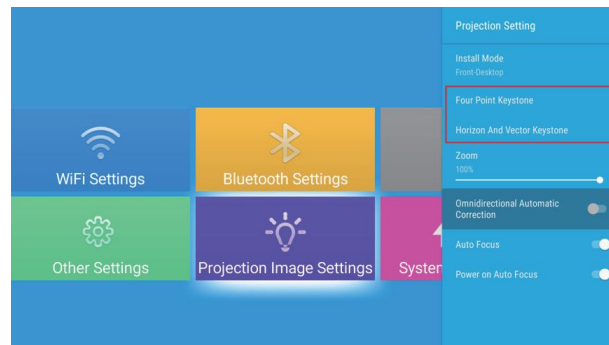 Projection Setting
Install Mode
Front-Desktop
Four Point Keystone
Horizon And Vector Keystone
Zoom
100%
Omnidirectional Automatic
Correction
Auto Focus
Power on Auto Focus
WiFi Settings
Bluetooth Settings
Other Settings
Projection Image Settings